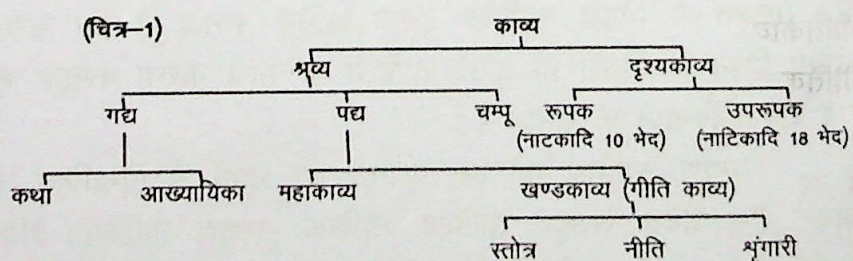 (चित्र–1) काव्य
श्रव्य दृश्यकाव्य
गद्य पद्य चम्पू रूपक उपरूपक
(नाटकादि 10 भेद) (नाटिकादि 18 भेद)
कथा आख्यायिका महाकाव्य खण्डकाव्य (गीति काव्य)
स्तोत्र नीति शृंगारी